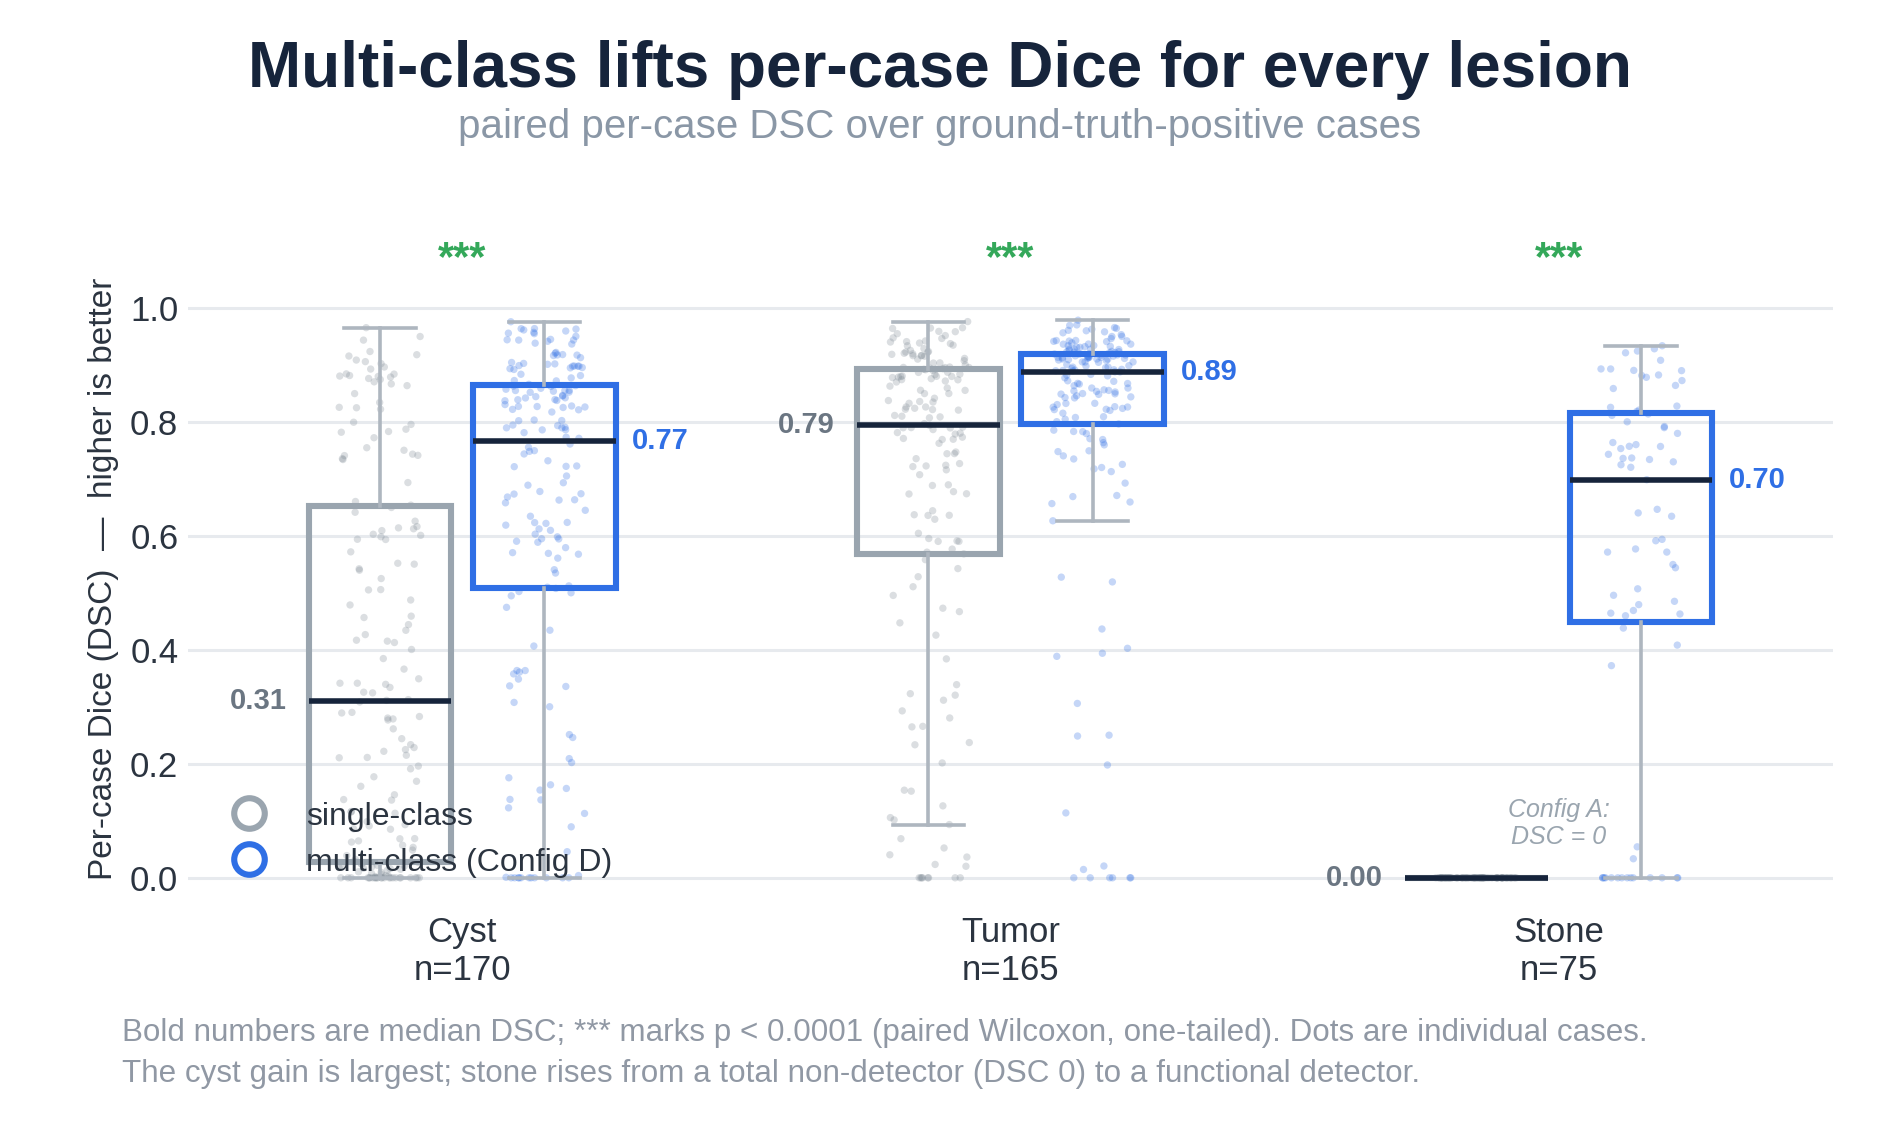 Multi-class lifts per-case Dice for every lesion
paired per-case DSC over ground-truth-positive cases
*** *** ***
Per-case Dice (DSC) — higher is better
1.0
0.8
0.6
0.4
0.2
0.0
0.31
0.77
0.79
0.89
0.00
0.70
Config A:
DSC = 0
single-class
multi-class (Config D)
Cyst
n=170
Tumor
n=165
Stone
n=75
Bold numbers are median DSC; *** marks p < 0.0001 (paired Wilcoxon, one-tailed). Dots are individual cases.
The cyst gain is largest; stone rises from a total non-detector (DSC 0) to a functional detector.